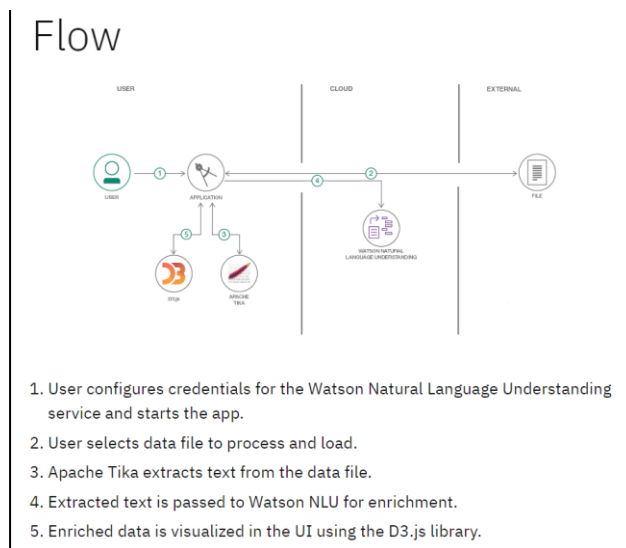 Flow
USER
CLOUD
EXTERNAL
1
2
4
USER
APPLICATION
FILE
5
3
WATSON NATURAL
LANGUAGE UNDERSTANDING
D3
D3.js
APACHE
TIKA
1. User configures credentials for the Watson Natural Language Understanding
service and starts the app.
2. User selects data file to process and load.
3. Apache Tika extracts text from the data file.
4. Extracted text is passed to Watson NLU for enrichment.
5. Enriched data is visualized in the UI using the D3.js library.